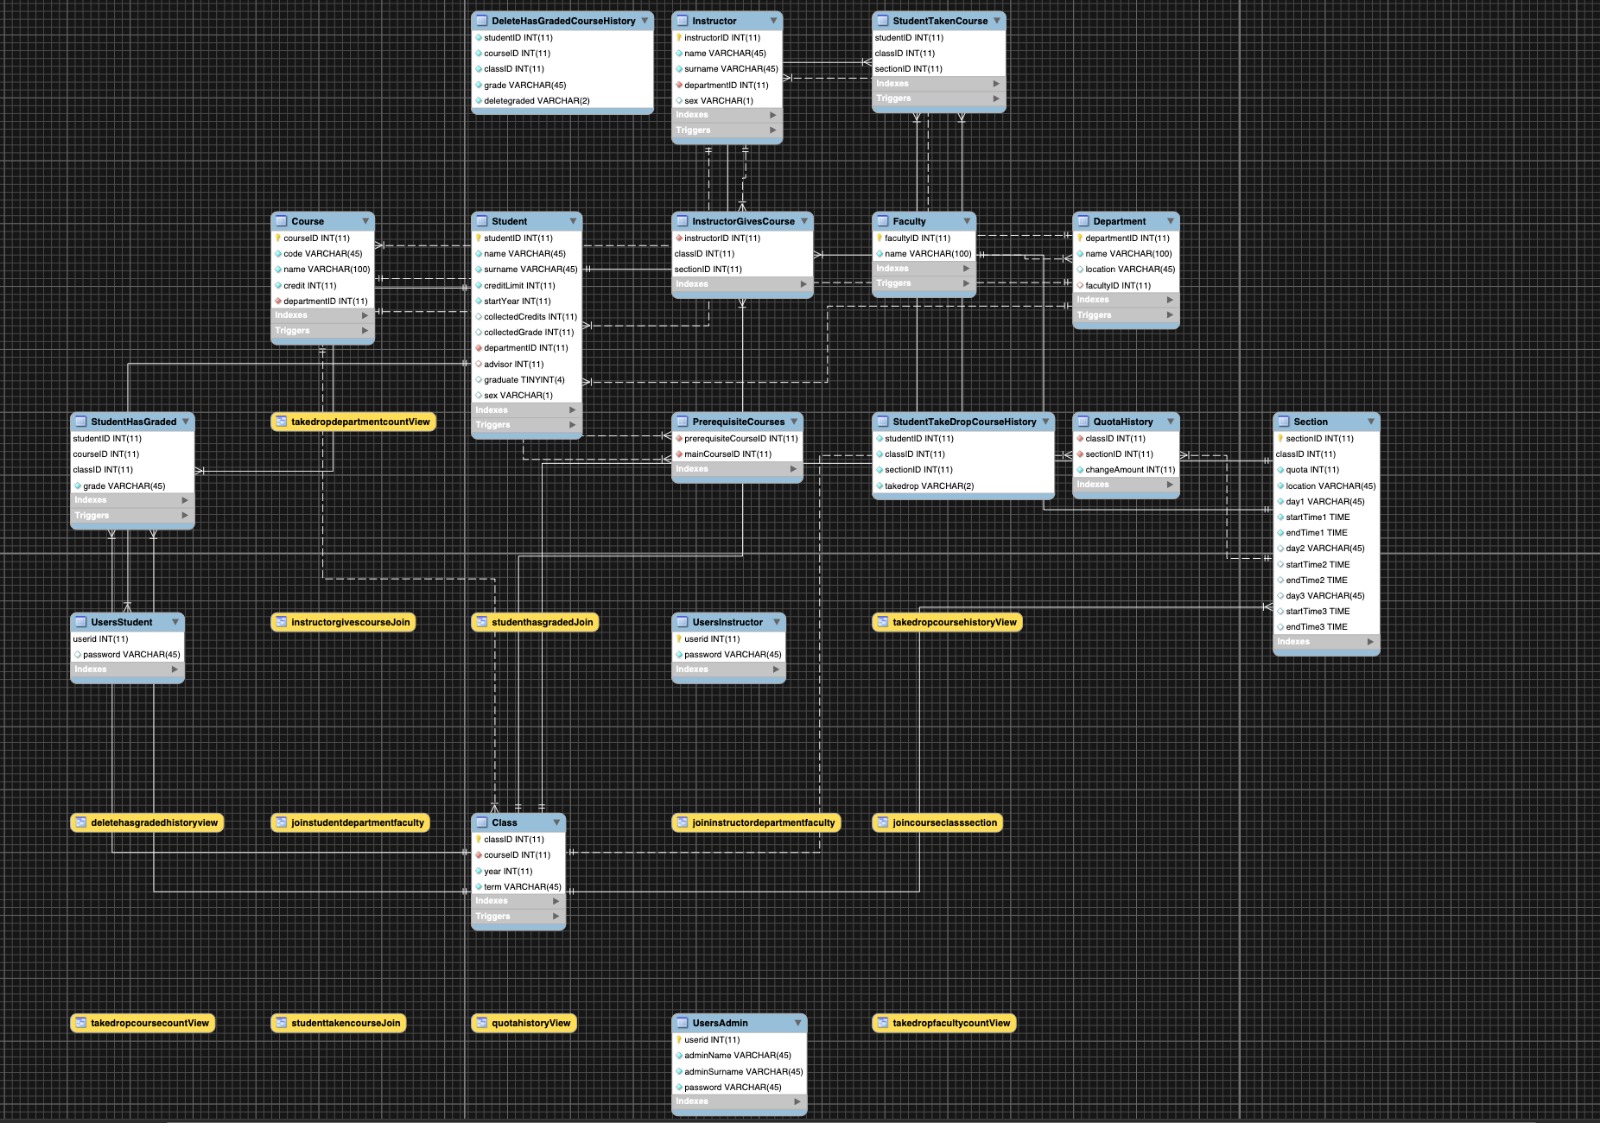 DeleteHasGradedCourseHistory
studentID INT(11)
courseID INT(11)
classID INT(11)
grade VARCHAR(45)
deletegraded VARCHAR(2)
Instructor
instructorID INT(11)
name VARCHAR(45)
surname VARCHAR(45)
departmentID INT(11)
sex VARCHAR(1)
Indexes
Triggers
StudentTakenCourse
studentID INT(11)
classID INT(11)
sectionID INT(11)
Indexes
Triggers
Course
courseID INT(11)
code VARCHAR(45)
name VARCHAR(100)
credit INT(11)
departmentID INT(11)
Indexes
Triggers
Student
studentID INT(11)
name VARCHAR(45)
surname VARCHAR(45)
creditLimit INT(11)
startYear INT(11)
collectedCredits INT(11)
collectedGrade INT(11)
departmentID INT(11)
advisor INT(11)
graduate TINYINT(4)
sex VARCHAR(1)
Indexes
Triggers
InstructorGivesCourse
instructorID INT(11)
classID INT(11)
sectionID INT(11)
Indexes
Faculty
facultyID INT(11)
name VARCHAR(100)
Indexes
Triggers
Department
departmentID INT(11)
name VARCHAR(100)
location VARCHAR(45)
facultyID INT(11)
Indexes
Triggers
StudentHasGraded
studentID INT(11)
courseID INT(11)
classID INT(11)
grade VARCHAR(45)
Indexes
Triggers
takedropdepartmentcountView
PrerequisiteCourses
prerequisiteCourseID INT(11)
mainCourseID INT(11)
Indexes
StudentTakeDropCourseHistory
studentID INT(11)
classID INT(11)
sectionID INT(11)
takedrop VARCHAR(2)
QuotaHistory
classID INT(11)
sectionID INT(11)
changeAmount INT(11)
Indexes
Section
sectionID INT(11)
classID INT(11)
quota INT(11)
location VARCHAR(45)
day1 VARCHAR(45)
startTime1 TIME
endTime1 TIME
day2 VARCHAR(45)
startTime2 TIME
endTime2 TIME
day3 VARCHAR(45)
startTime3 TIME
endTime3 TIME
Indexes
UsersStudent
userid INT(11)
password VARCHAR(45)
Indexes
instructorgivescourseJoin
studenthasgradedJoin
UsersInstructor
userid INT(11)
password VARCHAR(45)
Indexes
takedropcoursehistoryView
deletehasgradedhistoryview
joinstudentdepartmentfaculty
Class
classID INT(11)
courseID INT(11)
year INT(11)
term VARCHAR(45)
Indexes
Triggers
joininstructordepartmentfaculty
joincourseclasssection
takedropcoursecountView
studenttakencourseJoin
quotahistoryView
UsersAdmin
userid INT(11)
adminName VARCHAR(45)
adminSurname VARCHAR(45)
password VARCHAR(45)
Indexes
takedropfacultycountView